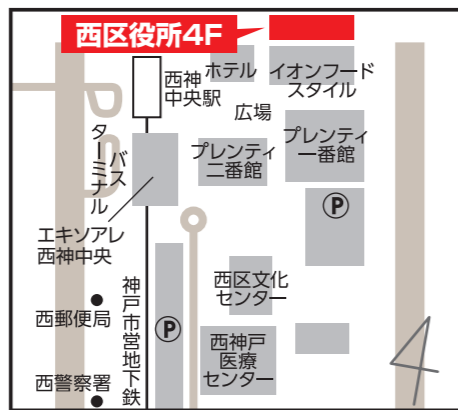 西区役所4F
西神
中央駅
ホテル
イオンフード
スタイル
広場
バス
ターミナル
プレンティ
二番館
プレンティ
一番館
P
エキソアレ
西神中央
西区文化
センター
神戸市営地下鉄
西郵便局
P
西神戸
医療
センター
西警察署
4